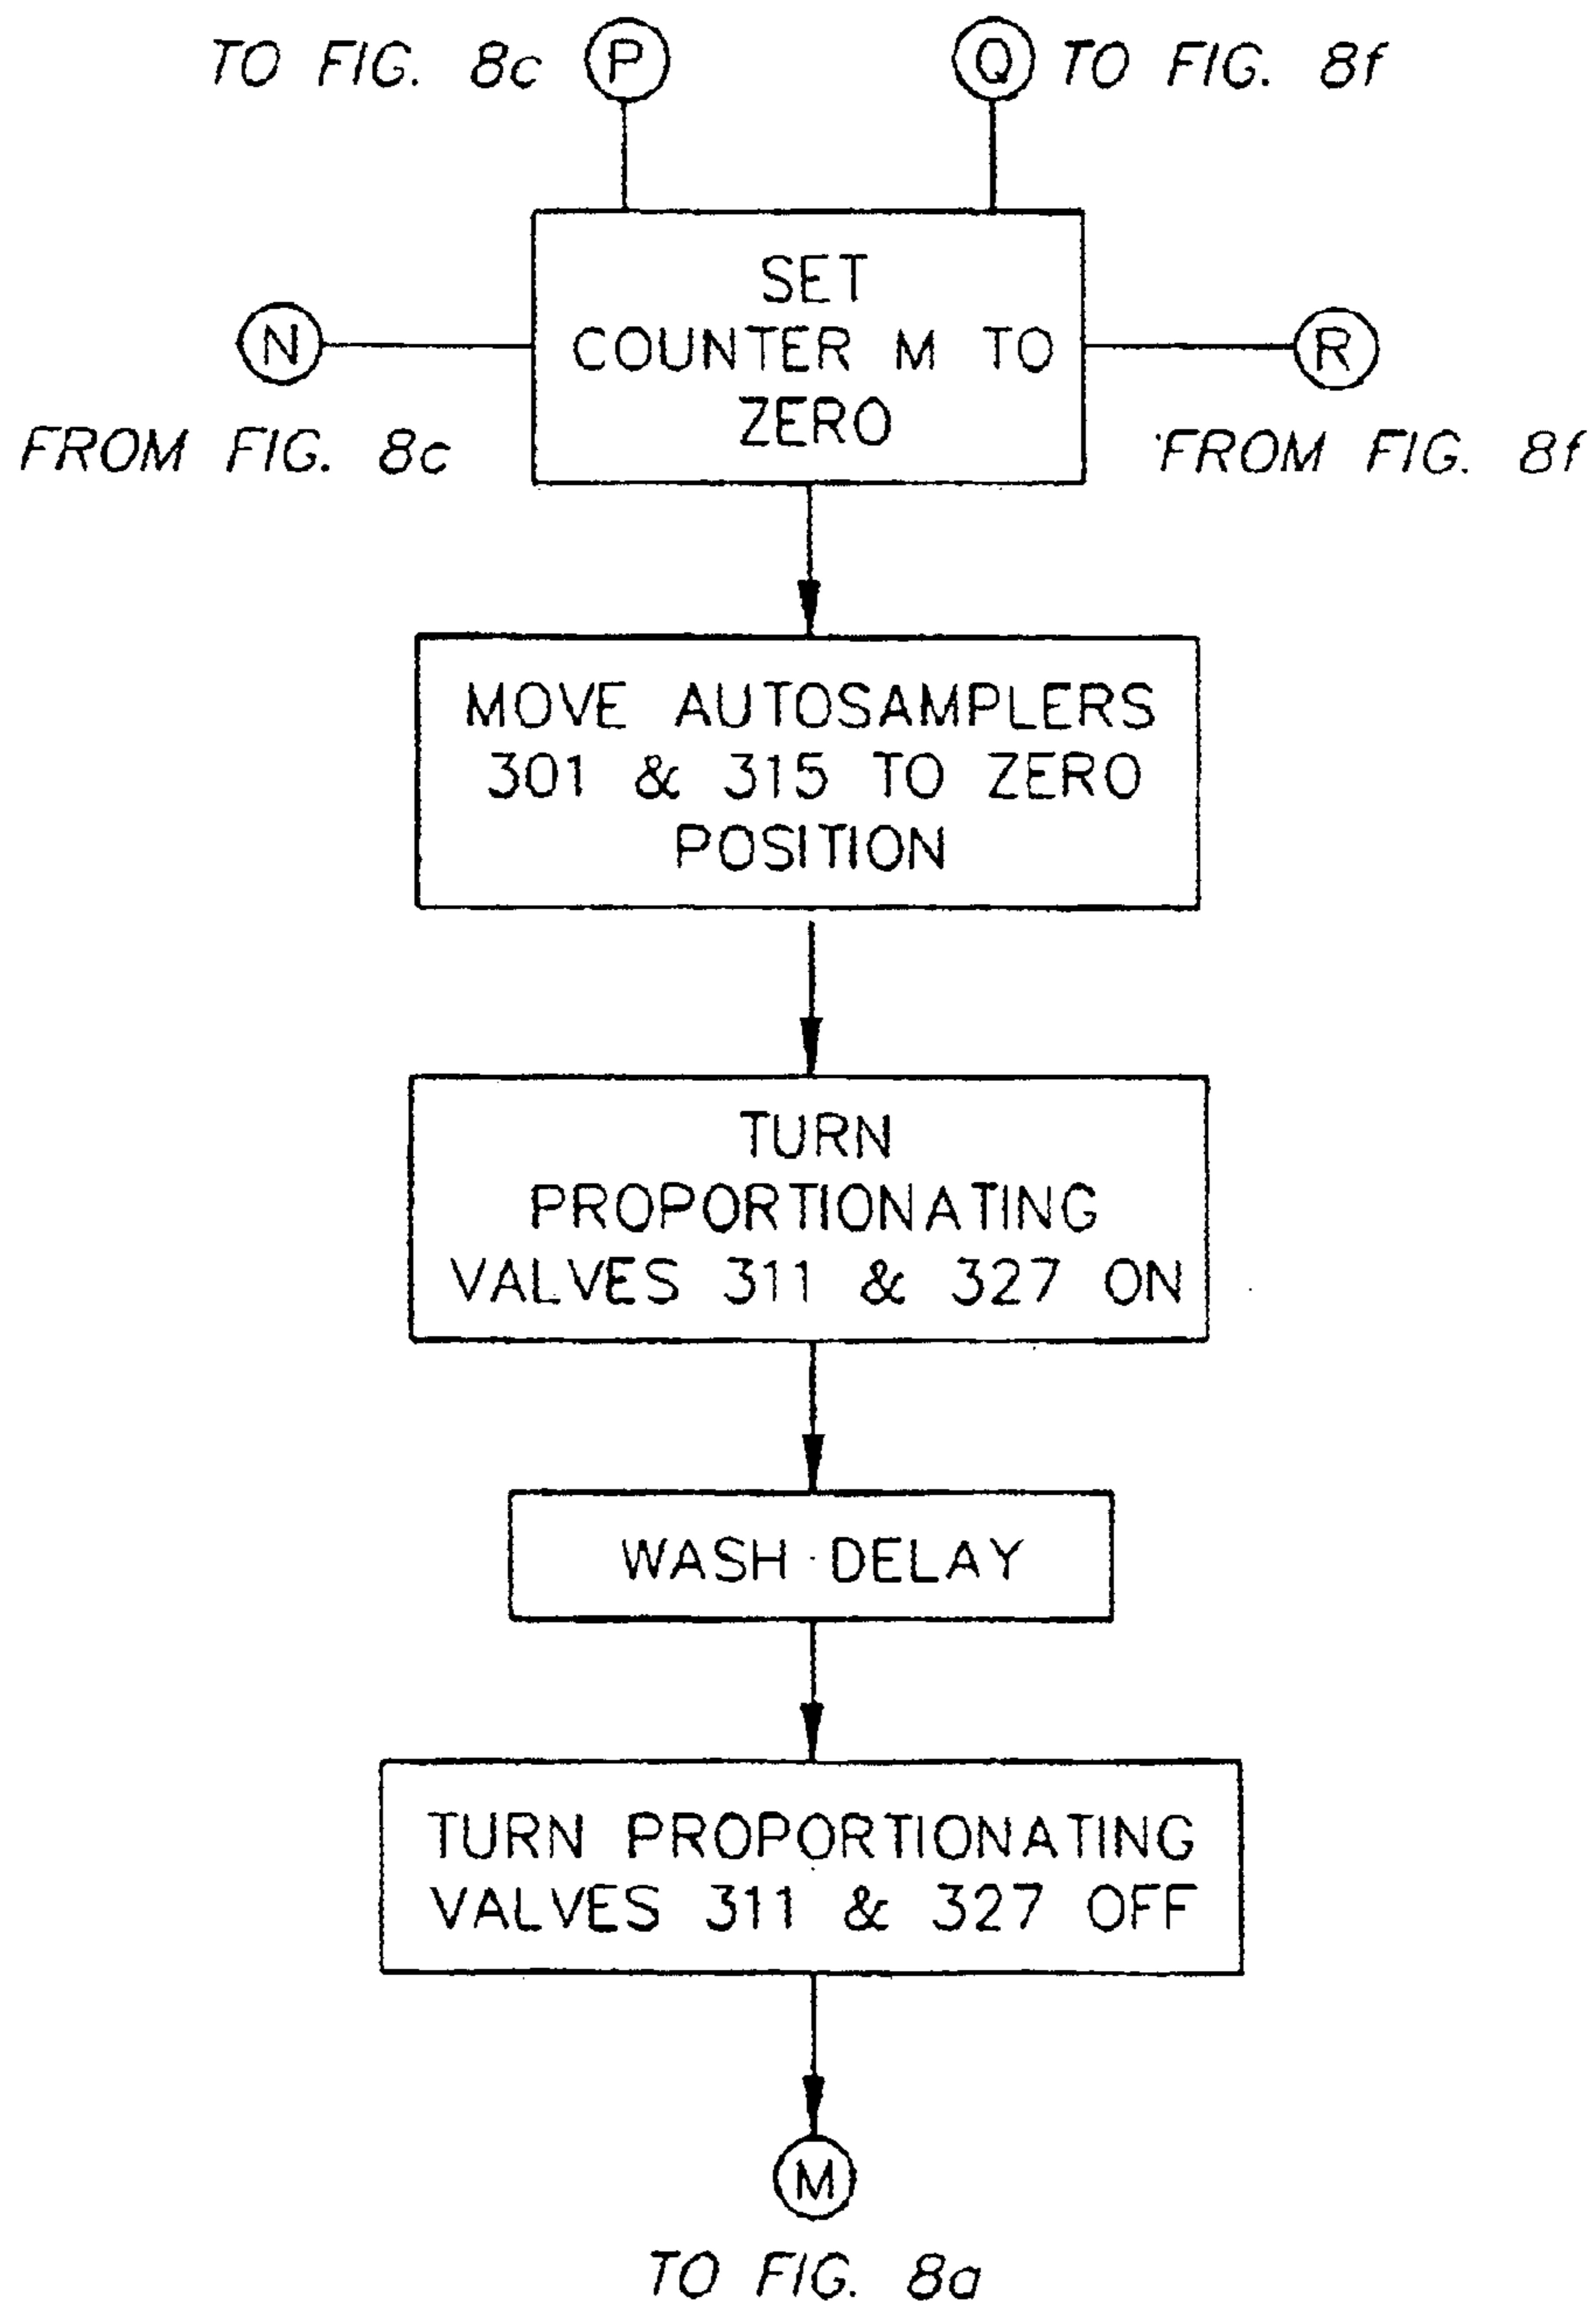 TO FIG. 8c P
Q TO FIG. 8f
SET
COUNTER M TO
ZERO
N
FROM FIG. 8c
R
FROM FIG. 8f
MOVE AUTOSAMPLERS
301 & 315 TO ZERO
POSITION
TURN
PROPORTIONATING
VALVES 311 & 327 ON
WASH DELAY
TURN PROPORTIONATING
VALVES 311 & 327 OFF
M
TO FIG. 8a